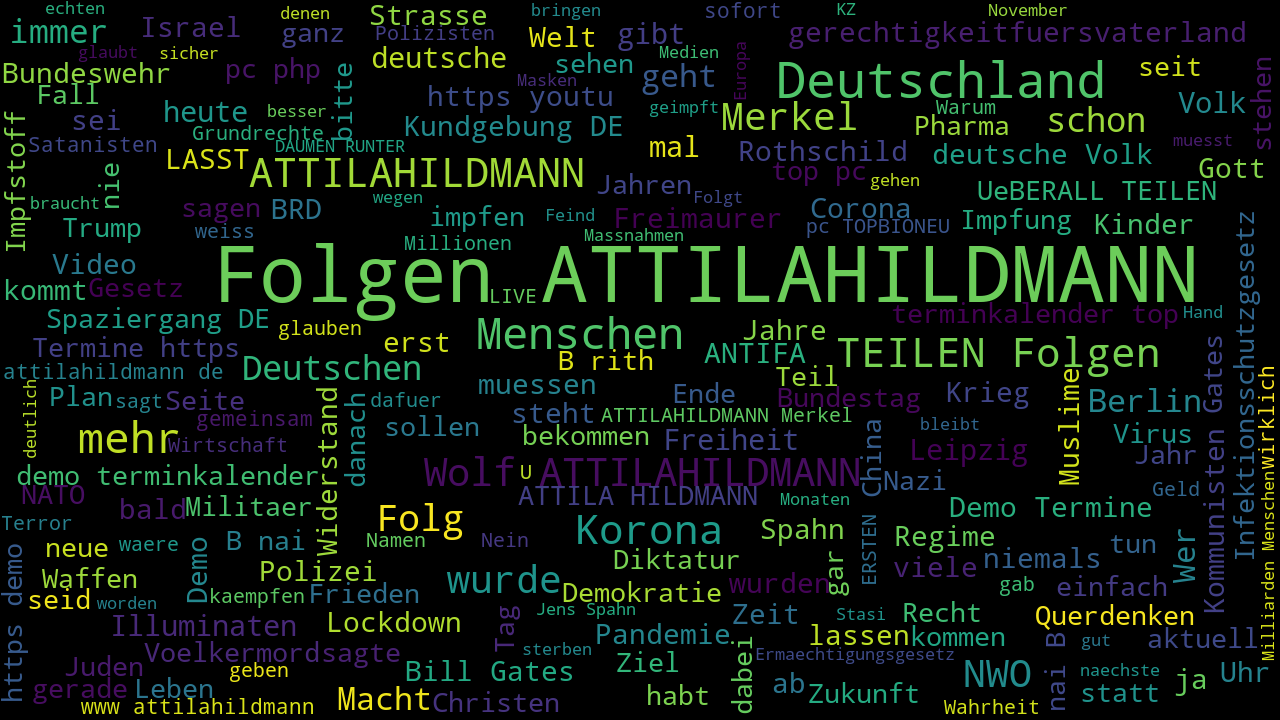 echten
denen
Strasse
bringen
sofort
KZ
November
immer
Israel
ganz
Polizisten
Welt
gibt
gerechtigkeitfuersvaterland
glaubt
sicher
deutsche
sehen
Medien
Europa
Deutschland
seit
Bundeswehr
pc php
bitte
Masken
geht
stehen
Fall
heute
besser
https youtu
geimpft
Merkel
Warum
schon
Volk
Impfstoff
sei
Grundrechte
Kundgebung DE
Pharma
muesst
Satanisten
DAUMEN RUNTER
mal
Rothschild
deutsche Volk
LASST
ATTILAHILDMANN
top pc
gehen
Gott
nie
Jahren
Folgt
UeBERALL TEILEN
braucht
sagen
BRD
wegen
impfen
Feind
Freimaurer
Corona
Impfung
Kinder
Trump
weiss
Millionen
Massnahmen
pc TOPBIONEU
Infektionsschutzgesetz
Video
Folgen ATTILAHILDMANN
kommt
Gesetz
LIVE
Spaziergang DE
glauben
Menschen
Jahre
terminkalender top
Hand
Termine https
erst
B rith
ANTIFA
TEILEN Folgen
attilahildmann de
Deutschen
Teil
deutlich
Plan
sagt
Seite
danach
dafuer
muessen
Ende
Bundestag
Muslime
Krieg
Berlin
Kommunisten Gates
Milliarden Menschen
Wirklich
gemeinsam
steht
ATTILAHILDMANN Merkel
mehr
Wirtschaft
Widerstand
sollen
bekommen
Freiheit
China
bleibt
Leipzig
Virus
Jahr
demo terminkalender
Wolf
U
ATTILAHILDMANN
Nazi
Geld
NATO
bald
Militaer
ATTILA HILDMANN
Monaten
Demo Termine
Terror
Folg
Korona
Spahn
ERSTEN
Regime
Wer
neue
waere
B nai
Namen
Nein
Diktatur
gar
viele
niemals
tun
https demo
Waffen
Demo
Polizei
wurde
Demokratie
wurden
gab
einfach
seid
worden
kaempfen
Frieden
Jens Spahn
Zeit
Stasi
Recht
Querdenken
Illuminaten
Lockdown
Tag
Pandemie
lassen
kommen
nai B
gut
aktuell
Voelkermordsagte
sterben
dabei
Ermaechtigungsgesetz
Juden
geben
Bill Gates
Ziel
NWO
naechste
Uhr
gerade
Leben
Macht
Christen
habt
ab
Zukunft
statt
ja
www attilahildmann
Wahrheit